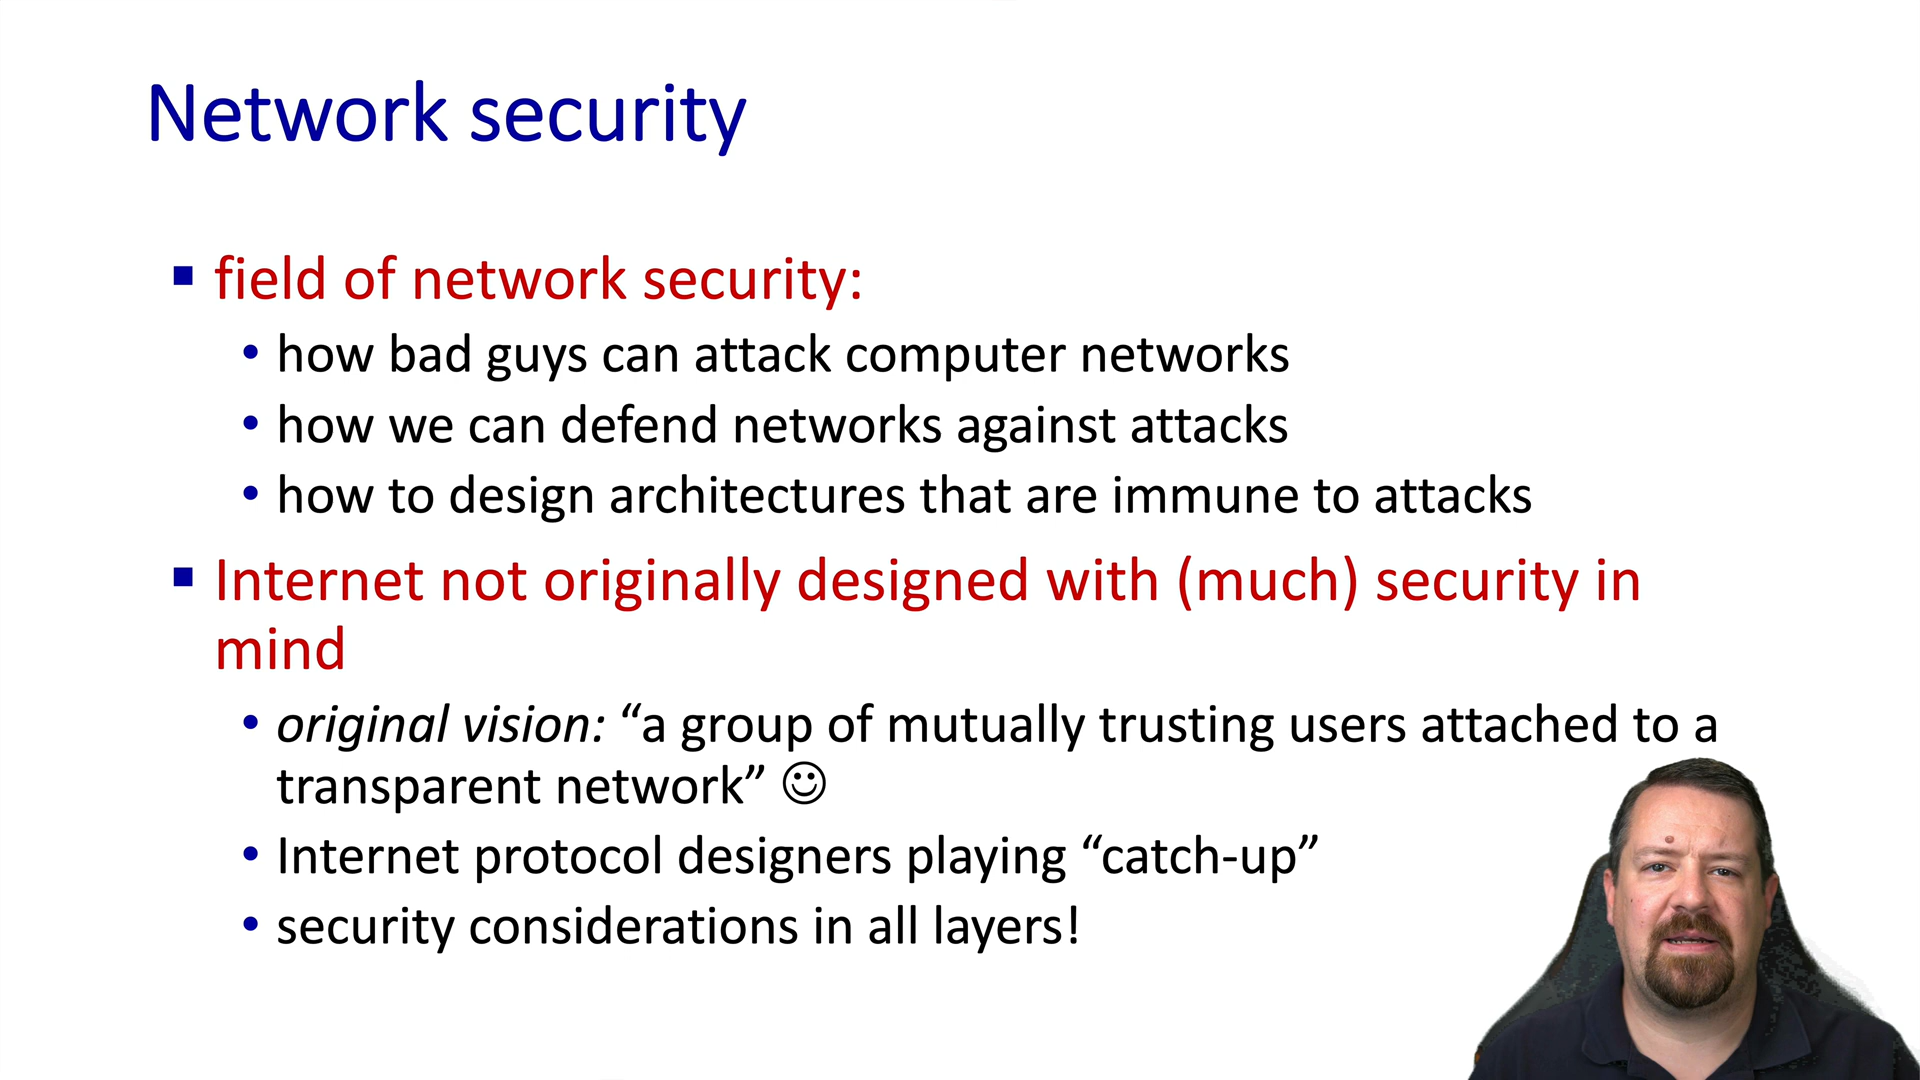 Network security
▪ field of network security:
• how bad guys can attack computer networks
• how we can defend networks against attacks
• how to design architectures that are immune to attacks
▪ Internet not originally designed with (much) security in
mind
• original vision: “a group of mutually trusting users attached to a
transparent network” ☺
• Internet protocol designers playing “catch-up”
• security considerations in all layers!